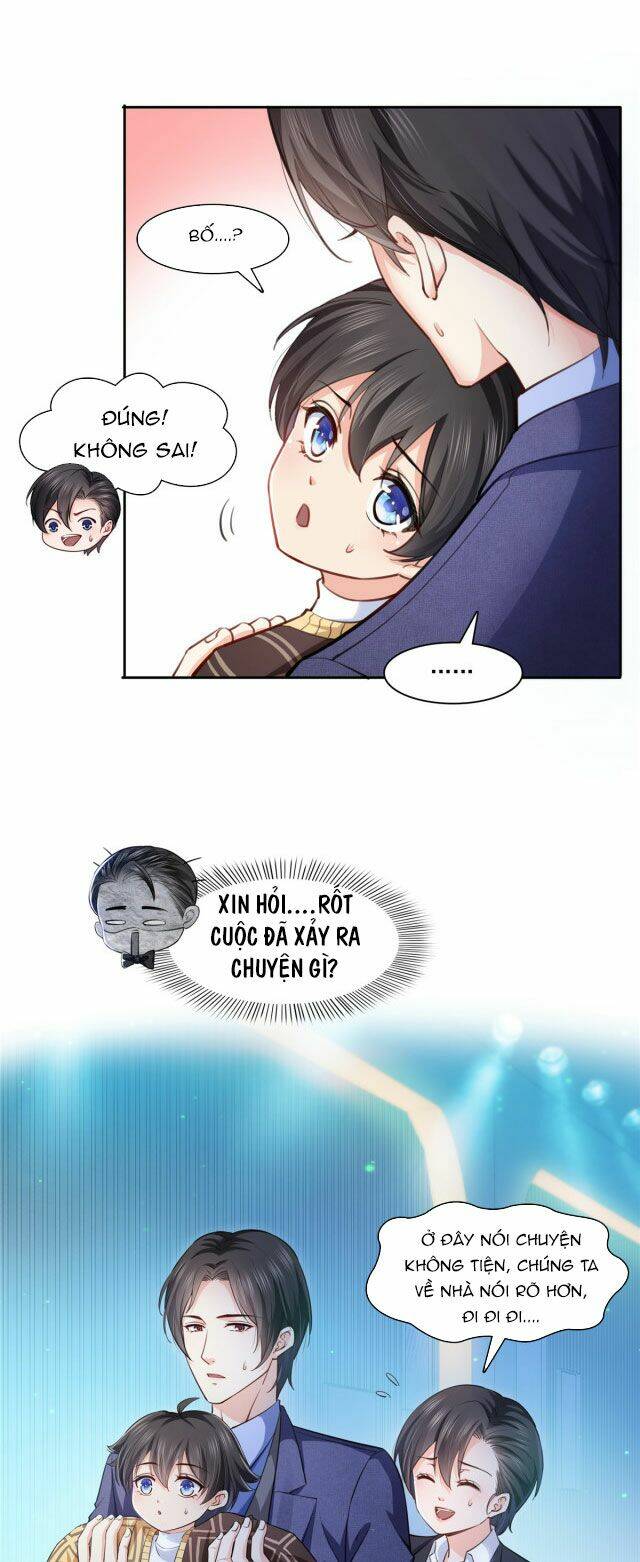 BỐ....?
ĐÚNG!
KHÔNG SAI!
......
XIN HỎI....RỐT
CUỘC ĐÃ XẢY RA
CHUYỆN GÌ?
Ở ĐÂY NÓI CHUYỆN
KHÔNG TIỆN, CHÚNG TA
VỀ NHÀ NÓI RÕ HƠN,
ĐI ĐI ĐI....